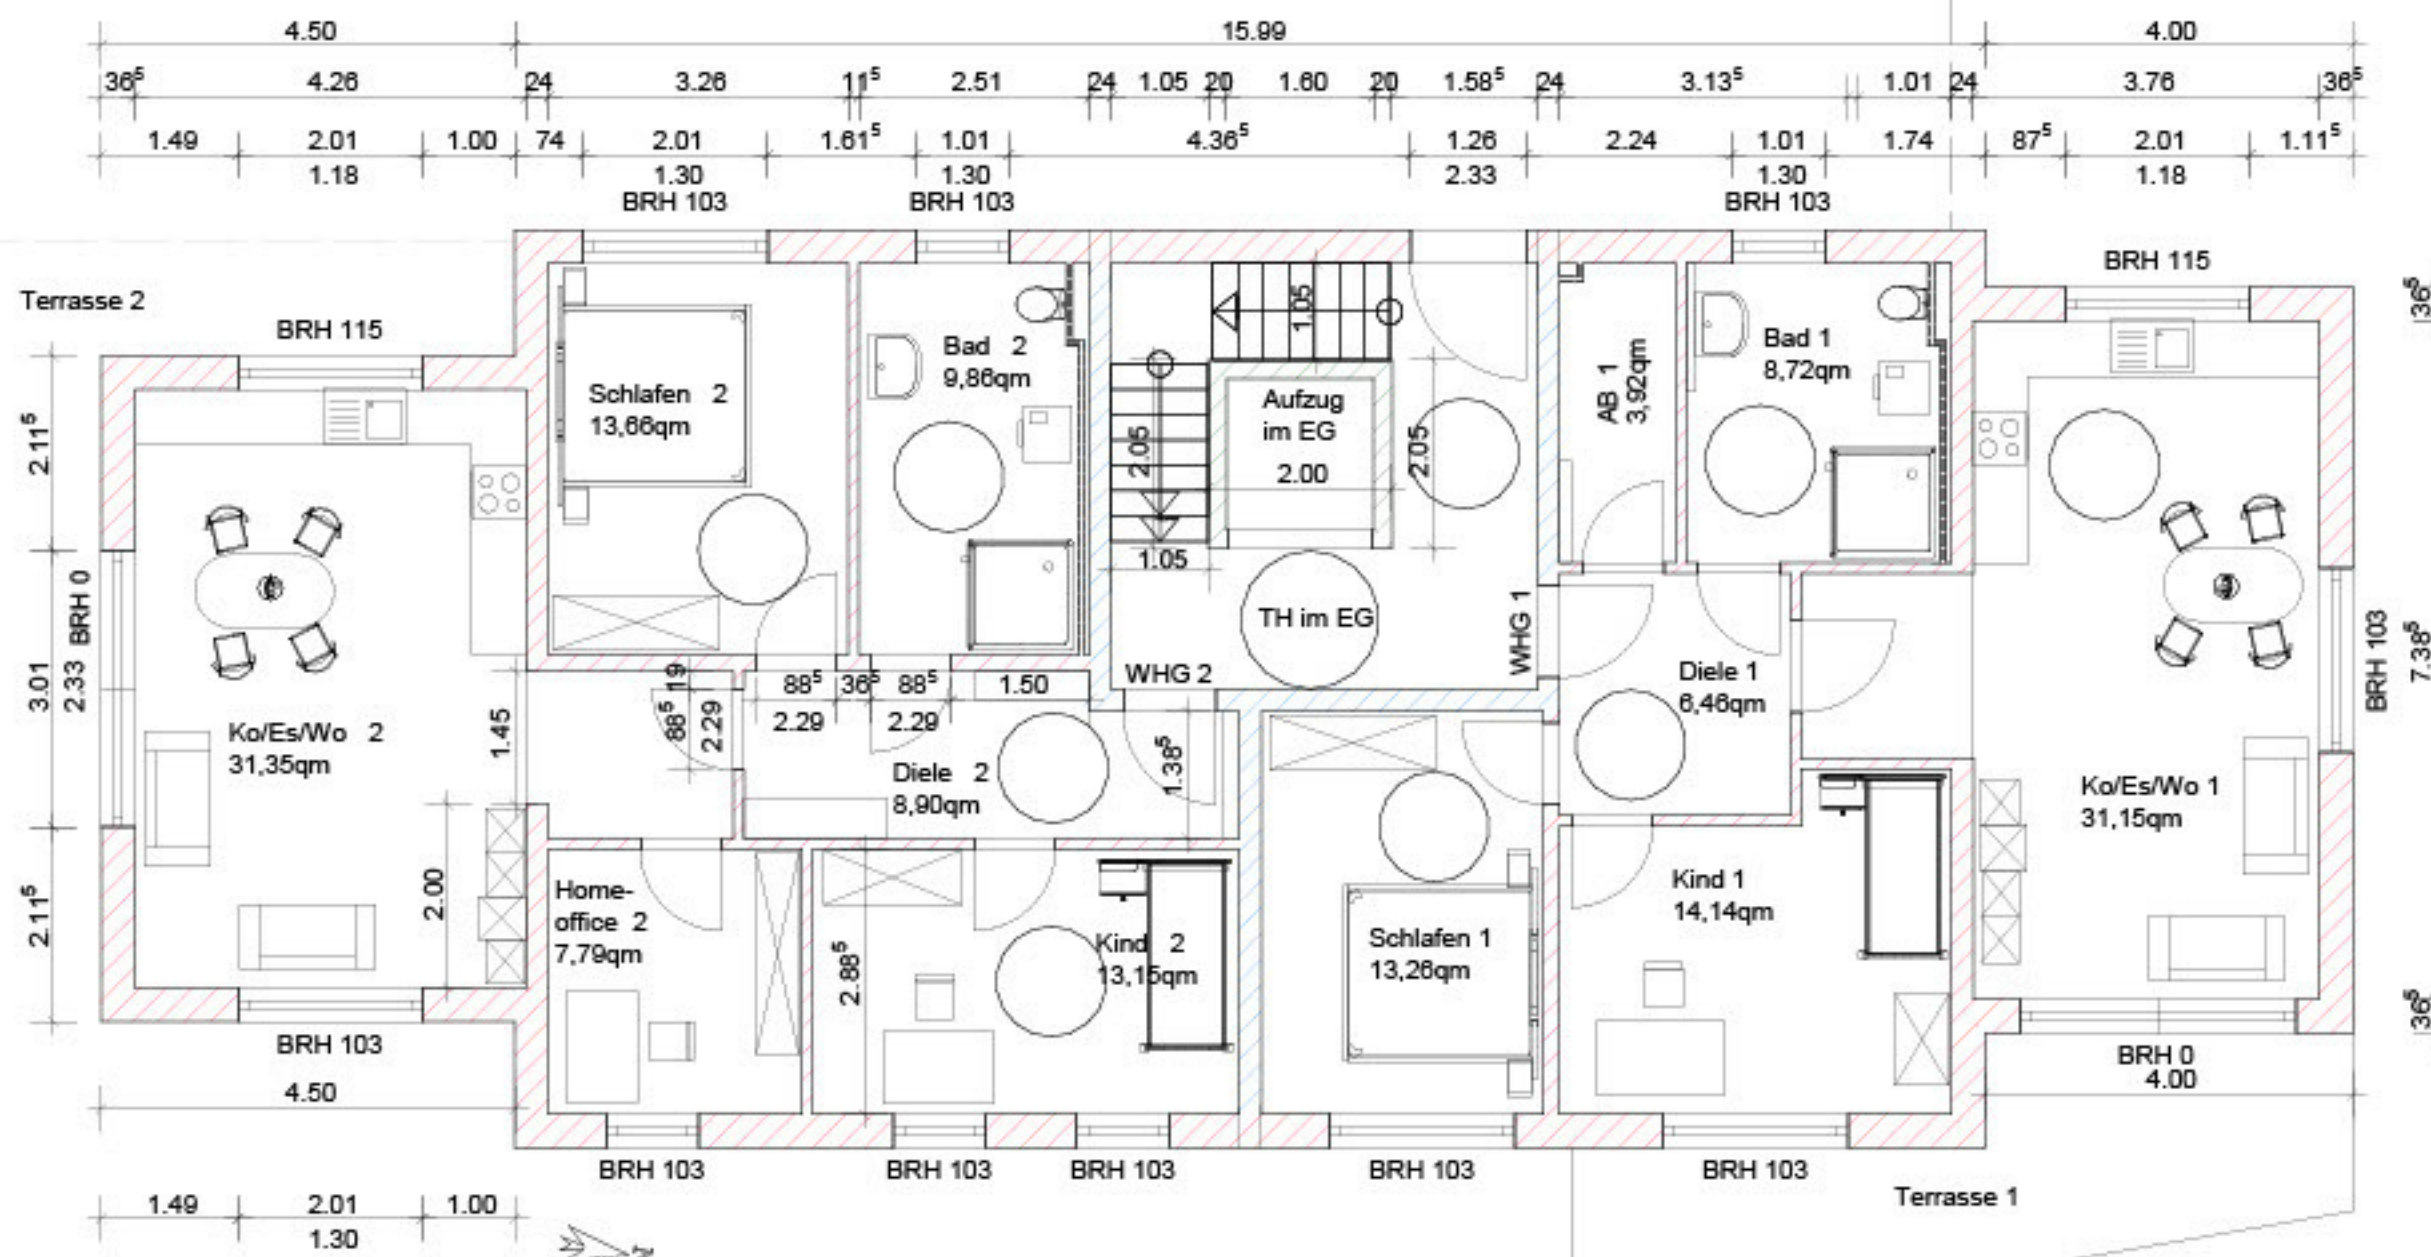 4.50 15.99 4.00
36⁵ 4.26 24 3.26 11⁵ 2.51 24 1.05 20 1.60 20 1.58⁵ 24 3.13⁵ 1.01 24 3.76 36⁵
1.49 2.01 1.00 74 2.01 1.61⁵ 1.01 4.36⁵ 1.26 2.24 1.01 1.74 87⁵ 2.01 1.11⁵
1.18 1.30 1.30 2.33 1.30 1.18
BRH 103 BRH 103 BRH 103
BRH 115
Terrasse 2
BRH 115
36⁵
1.05
Schlafen 2
13,66qm
Bad 2
9,86qm
Aufzug
im EG
2.00
2.05
2.05
1.05
AB 1
3,92qm
Bad 1
8,72qm
2.11⁵
3.01
2.11⁵
BRH 0
2.33
TH im EG
WHG 1
WHG 2
BRH 103
7.38⁵
19
88⁵ 36⁵ 88⁵ 1.50
2.29 2.29
88⁵
2.29
1.45
1.38⁵
Ko/Es/Wo 2
31,35qm
Diele 2
8,90qm
Diele 1
6,46qm
Ko/Es/Wo 1
31,15qm
2.00
Home-
office 2
7,79qm
2.88⁵
Kind 2
13,15qm
Schlafen 1
13,26qm
Kind 1
14,14qm
36⁵
BRH 103
BRH 0
4.50
4.00
BRH 103 BRH 103 BRH 103 BRH 103 BRH 103
Terrasse 1
1.49 2.01 1.00
1.30